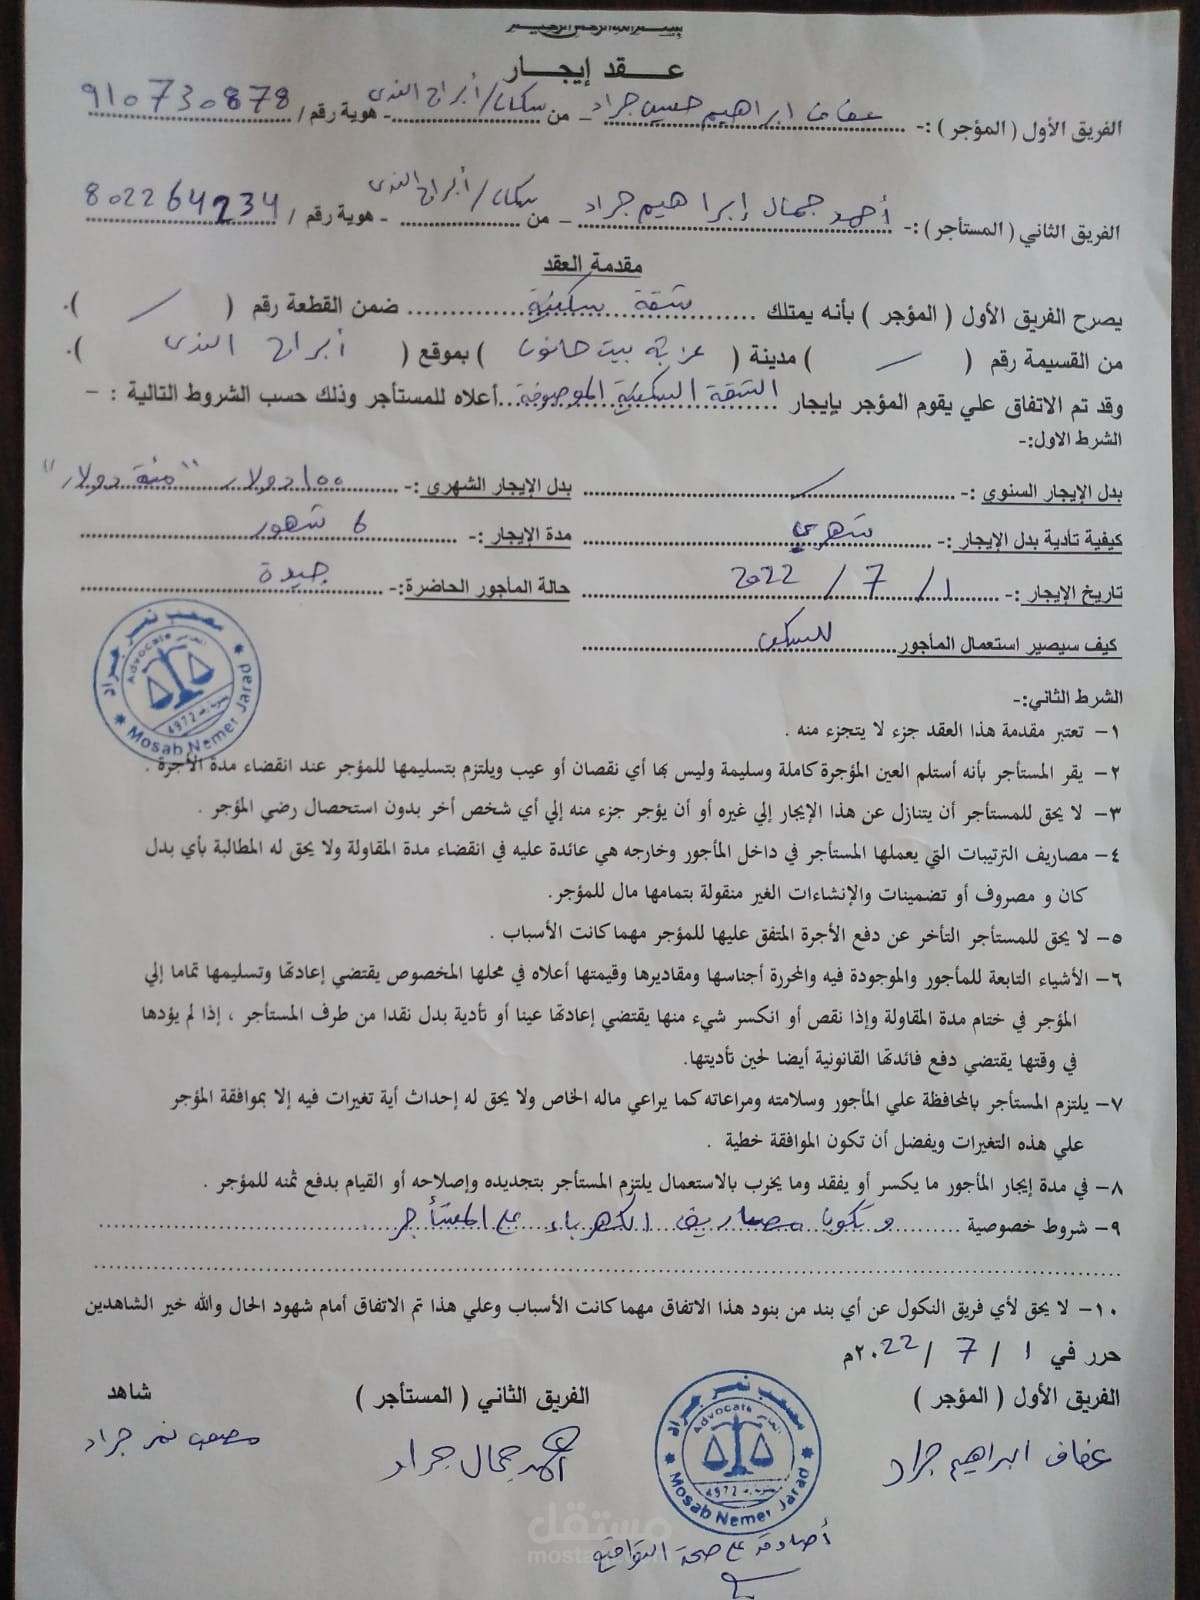 بسم الله الرحمن الرحيم
عقد إيجار
الفريق الأول ( المؤجر ) :- عفاف ابراهيم حسين جراد - من سكان/ أبراج الندى - هوية رقم / 910730878
الفريق الثاني ( المستأجر ) :- أحمد جمال إبراهيم جراد - من سكان/ أبراج الندى - هوية رقم / 802264234
مقدمة العقد
يصرح الفريق الأول ( المؤجر ) بأنه يمتلك شقة سكنية ضمن القطعة رقم ( / ).
من القسيمة رقم ( / ) مدينة ( عزبة بيت حانون ) بموقع ( أبراج الندى ).
وقد تم الاتفاق علي يقوم المؤجر بإيجار الشقة السكنية الموصوفة أعلاه للمستأجر وذلك حسب الشروط التالية : -
الشرط الاول:-
بدل الإيجار السنوي :- / بدل الإيجار الشهري :- ١٠٠ دولار "مئة دولار"
كيفية تأدية بدل الإيجار :- شهري مدة الإيجار :- 6 شهور
تاريخ الإيجار :- 1 / 7 / 2022 حالة المأجور الحاضرة:- جيدة
كيف سيصير استعمال المأجور للسكن
مصعب نمر جراد
المحامي Advocate
4972
Mosab Nemer Jarad
الشرط الثاني:-
١- تعتبر مقدمة هذا العقد جزء لا يتجزء منه .
٢- يقر المستأجر بأنه أستلم العين المؤجرة كاملة وسليمة وليس بها أي نقصان أو عيب ويلتزم بتسليمها للمؤجر عند انقضاء مدة الأجرة .
٣- لا يحق للمستأجر أن يتنازل عن هذا الإيجار إلي غيره أو أن يؤجر جزء منه إلي أي شخص أخر بدون استحصال رضي المؤجر .
٤- مصاريف الترتيبات التي يعملها المستأجر في داخل المأجور وخارجه هي عائدة عليه في انقضاء مدة المقاولة ولا يحق له المطالبة بأي بدل
كان و مصروف أو تضمينات والإنشاءات الغير منقولة بتمامها مال للمؤجر.
٥- لا يحق للمستأجر التأخر عن دفع الأجرة المتفق عليها للمؤجر مهما كانت الأسباب .
٦- الأشياء التابعة للمأجور والموجودة فيه والمحررة أجناسها ومقاديرها وقيمتها أعلاه في محلها المخصوص يقتضي إعادتها وتسليمها تماما إلي
المؤجر في ختام مدة المقاولة وإذا نقص أو انكسر شيء منها يقتضي إعادتها عينا أو تأدية بدل نقدا من طرف المستأجر ، إذا لم يؤدها
في وقتها يقتضي دفع فائدتها القانونية أيضا لحين تأديتها.
٧- يلتزم المستأجر بالمحافظة علي المأجور وسلامته ومراعاته كما يراعي ماله الخاص ولا يحق له إحداث أية تغيرات فيه إلا بموافقة المؤجر
علي هذه التغيرات ويفضل أن تكون الموافقة خطية .
٨- في مدة إيجار المأجور ما يكسر أو يفقد وما يخرب بالاستعمال يلتزم المستأجر بتجديده وإصلاحه أو القيام بدفع ثمنه للمؤجر .
٩- شروط خصوصية وتكون مصاريف الكهرباء على المستأجر
١٠- لا يحق لأي فريق النكول عن أي بند من بنود هذا الاتفاق مهما كانت الأسباب وعلي هذا تم الاتفاق أمام شهود الحال والله خير الشاهدين
حرر في 1 / 7 / ٢٠22م
الفريق الأول ( المؤجر ) الفريق الثاني ( المستأجر ) شاهد
عفاف ابراهيم جراد أحمد جمال جراد مصعب نمر جراد
مصعب نمر جراد
المحامي Advocate
4972
Mosab Nemer Jarad
أصادق على صحة التواقيع
مستقل